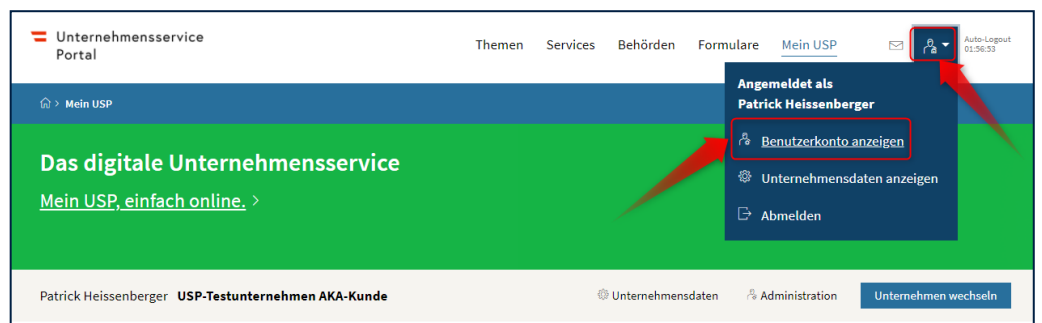 Unternehmensservice
Portal
Themen Services Behörden Formulare Mein USP
Auto-Logout
01:56:53
Angemeldet als
Patrick Heissenberger
Benutzerkonto anzeigen
Unternehmensdaten anzeigen
Abmelden
> Mein USP
Das digitale Unternehmensservice
Mein USP, einfach online. >
Patrick Heissenberger USP-Testunternehmen AKA-Kunde
Unternehmensdaten Administration Unternehmen wechseln